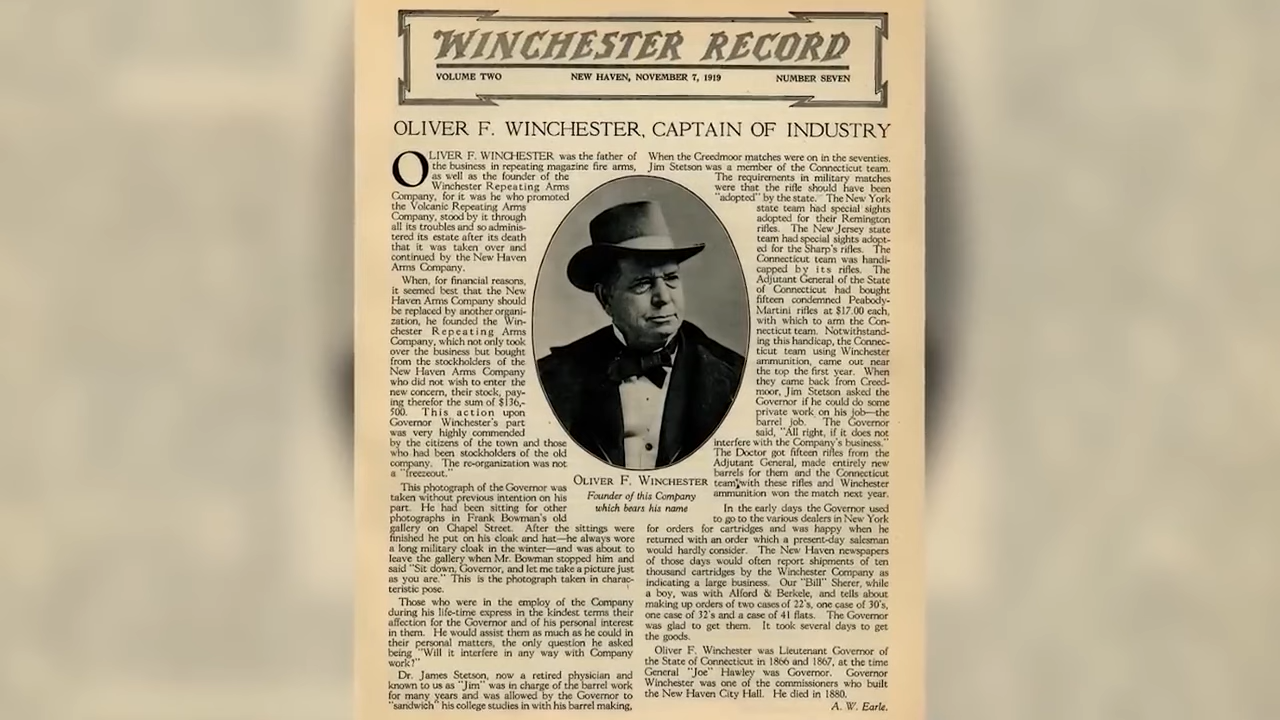 WINCHESTER RECORD
VOLUME TWO
NEW HAVEN, NOVEMBER 7, 1919
NUMBER SEVEN
OLIVER F. WINCHESTER, CAPTAIN OF INDUSTRY
OLIVER F. WINCHESTER was the father of
the business in repeating magazine fire arms,
as well as the founder of the
Winchester Repeating Arms
Company, for it was he who promoted
the Volcanic Repeating Arms
Company, stood by it through
all its troubles and so adminis-
tered its estate after its death
that it was taken over and
continued by the New Haven
Arms Company.
When, for financial reasons,
it seemed best that the New
Haven Arms Company should
be replaced by another organi-
zation, he founded the Win-
chester Repeating Arms
Company, which not only took
over the business but bought
from the stockholders of the
New Haven Arms Company
who did not wish to enter the
new concern, their stock, pay-
ing therefor the sum of $136,-
500. This action upon
Governor Winchester's part
was very highly commended
by the citizens of the town and those
who had been stockholders of the old
company. The re-organization was not
a "freezeout."
This photograph of the Governor was
taken without previous intention on his
part. He had been sitting for other
photographs in Frank Bowman's old
gallery on Chapel Street. After the sittings were
finished he put on his cloak and hat—he always wore
a long military cloak in the winter—and was about to
leave the gallery when Mr. Bowman stopped him and
said "Sit down, Governor, and let me take a picture just
as you are." This is the photograph taken in charac-
teristic pose.
Those who were in the employ of the Company
during his life-time express in the kindest terms their
affection for the Governor and of his personal interest
in them. He would assist them as much as he could in
their personal matters, the only question he asked
being "Will it interfere in any way with Company
work?"
Dr. James Stetson, now a retired physician and
known to us as "Jim" was in charge of the barrel work
for many years and was allowed by the Governor to
"sandwich" his college studies in with his barrel making,
OLIVER F. WINCHESTER
Founder of this Company
which bears his name
When the Creedmoor matches were on in the seventies,
Jim Stetson was a member of the Connecticut team.
The requirements in military matches
were that the rifle should have been
"adopted" by the state. The New York
state team had special sights
adopted for their Remington
rifles. The New Jersey state
team had special sights adopt-
ed for the Sharp's rifles. The
Connecticut team was handi-
capped by its rifles. The
Adjutant General of the State
of Connecticut had bought
fifteen condemned Peabody-
Martini rifles at $17.00 each,
with which to arm the Con-
necticut team. Notwithstand-
ing this handicap, the Connec-
ticut team using Winchester
ammunition, came out near
the top the first year. When
they came back from Creed-
moor, Jim Stetson asked the
Governor if he could do some
private work on his job—the
barrel job. The Governor
said, "All right, if it does not
interfere with the Company's business."
The Doctor got fifteen rifles from the
Adjutant General, made entirely new
barrels for them and the Connecticut
team with these rifles and Winchester
ammunition won the match next year.
In the early days the Governor used
to go to the various dealers in New York
for orders for cartridges and was happy when he
returned with an order which a present-day salesman
would hardly consider. The New Haven newspapers
of those days would often report shipments of ten
thousand cartridges by the Winchester Company as
indicating a large business. Our "Bill" Sherer, while
a boy, was with Alford & Berkele, and tells about
making up orders of two cases of 22's, one case of 30's,
one case of 32's and a case of 41 flats. The Governor
was glad to get them. It took several days to get
the goods.
Oliver F. Winchester was Lieutenant Governor of
the State of Connecticut in 1866 and 1867, at the time
General "Joe" Hawley was Governor. Governor
Winchester was one of the commissioners who built
the New Haven City Hall. He died in 1880.
A. W. Earle.